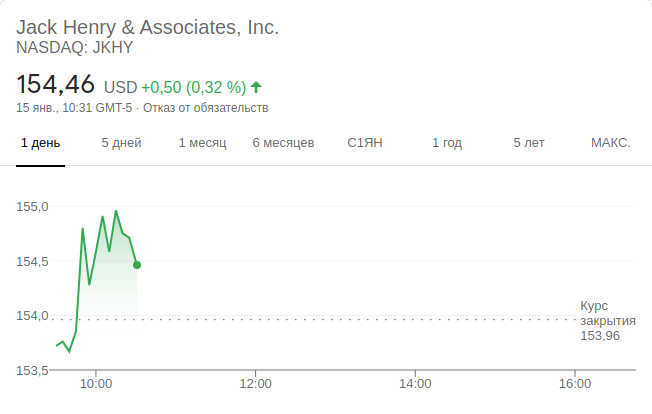 Jack Henry & Associates, Inc.
NASDAQ: JKHY
154,46 USD +0,50 (0,32 %)
15 янв., 10:31 GMT-5 · Отказ от обязательств
1 день 5 дней 1 месяц 6 месяцев С1ЯН 1 год 5 лет МАКС.
155,0
154,5
154,0
153,5
Курс
закрытия
153,96
10:00 12:00 14:00 16:00